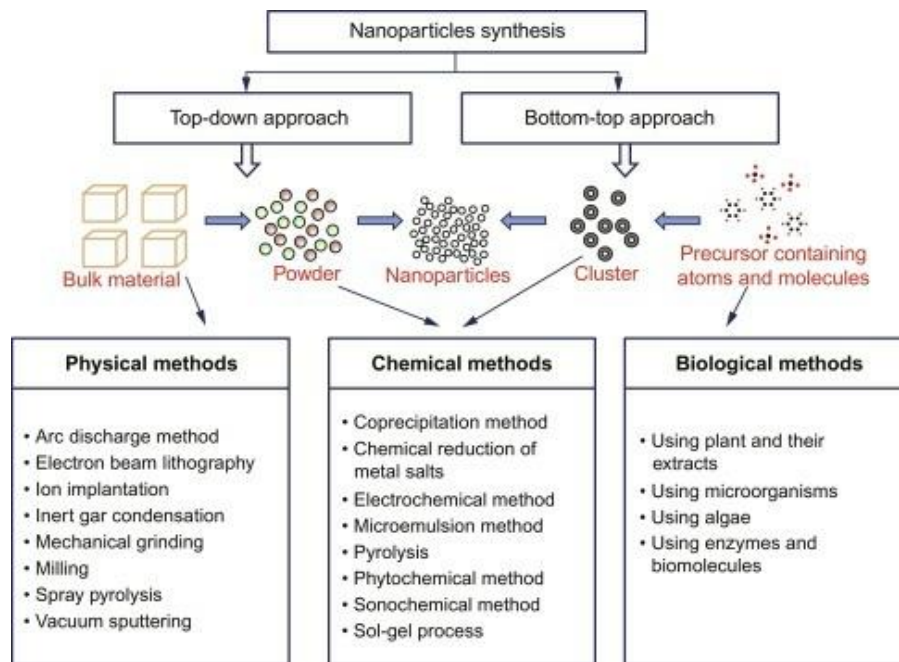 Nanoparticles synthesis
Top-down approach
Bottom-top approach
Bulk material
Powder
Nanoparticles
Cluster
Precursor containing
atoms and molecules
Physical methods
• Arc discharge method
• Electron beam lithography
• Ion implantation
• Inert gar condensation
• Mechanical grinding
• Milling
• Spray pyrolysis
• Vacuum sputtering
Chemical methods
• Coprecipitation method
• Chemical reduction of
metal salts
• Electrochemical method
• Microemulsion method
• Pyrolysis
• Phytochemical method
• Sonochemical method
• Sol-gel process
Biological methods
• Using plant and their
extracts
• Using microorganisms
• Using algae
• Using enzymes and
biomolecules